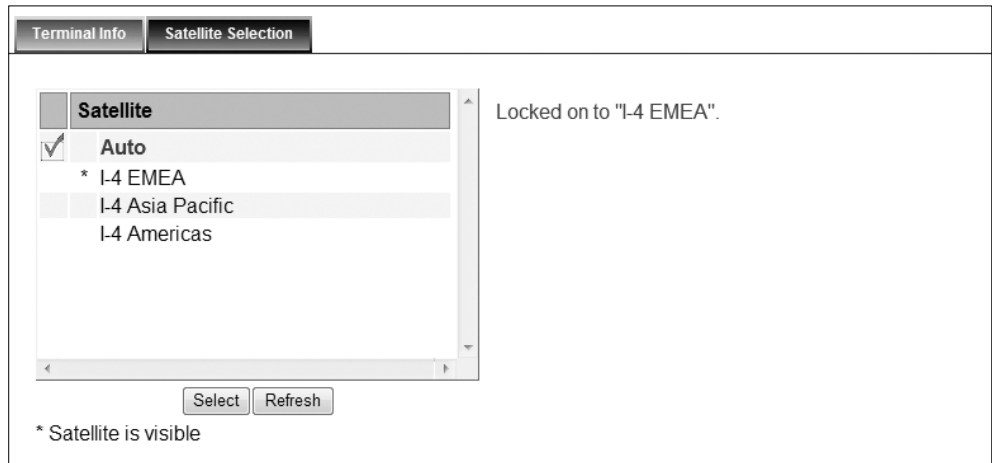 Terminal Info Satellite Selection
Satellite
Auto
* I-4 EMEA
I-4 Asia Pacific
I-4 Americas
Locked on to "I-4 EMEA".
Select Refresh
* Satellite is visible